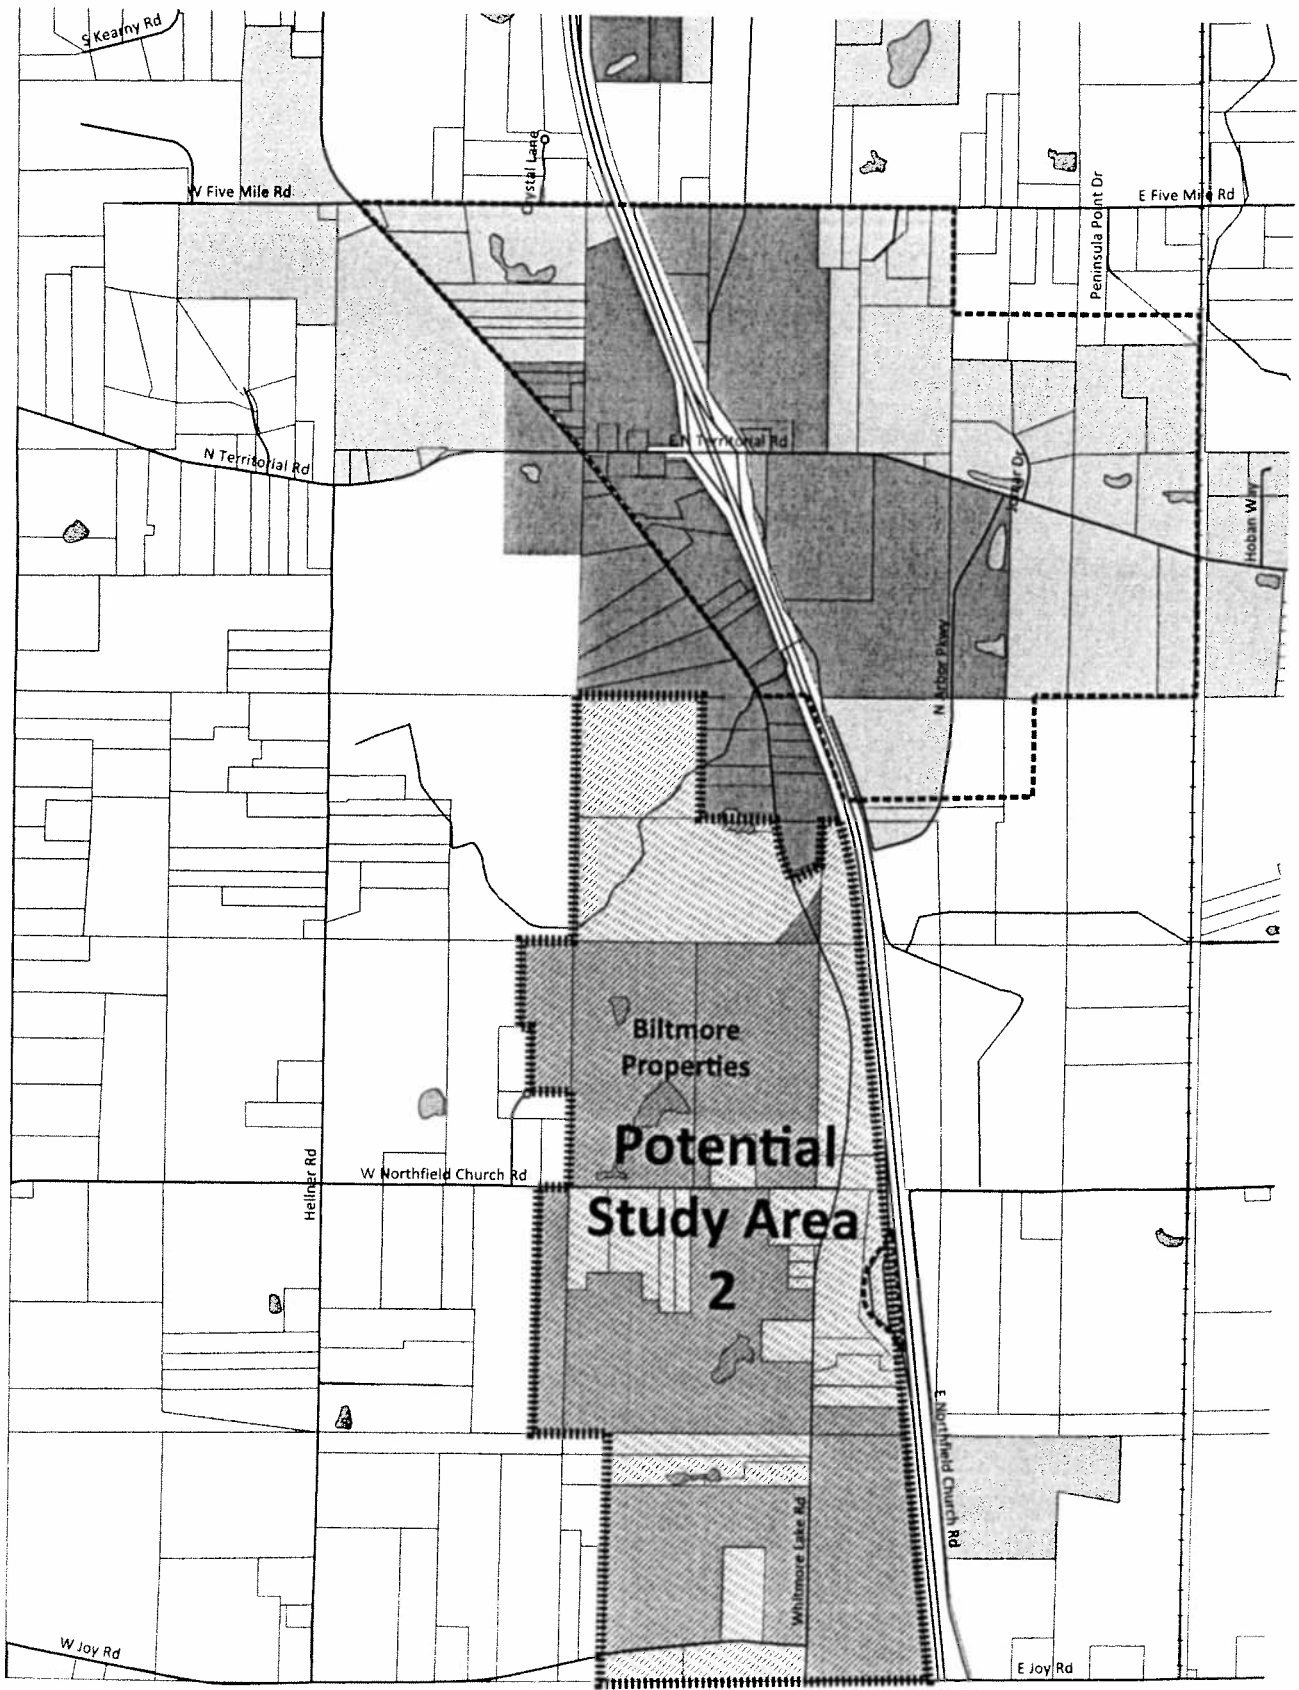 S Kearny Rd
Crystal Lane
W Five Mile Rd
Peninsula Point Dr
E Five Mile Rd
E N Territorial Rd
N Territorial Rd
Hoban Way
N Arbor Pkwy
Biltmore
Properties
Potential
W Northfield Church Rd
Hellner Rd
Study Area
2
E Northfield Church Rd
Whitmore Lake Rd
W Joy Rd
E Joy Rd